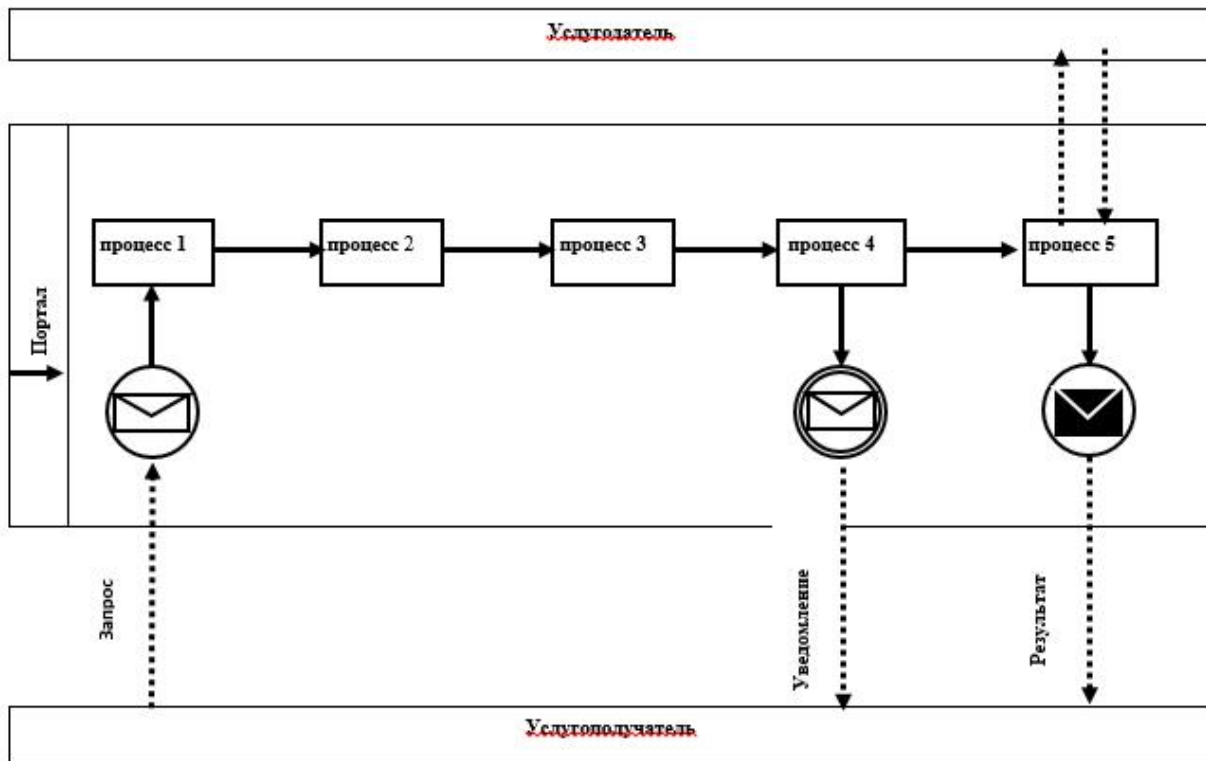 Услугодатель
Портал
процесс 1
процесс 2
процесс 3
процесс 4
процесс 5
Запрос
Уведомление
Результат
Услугополучатель